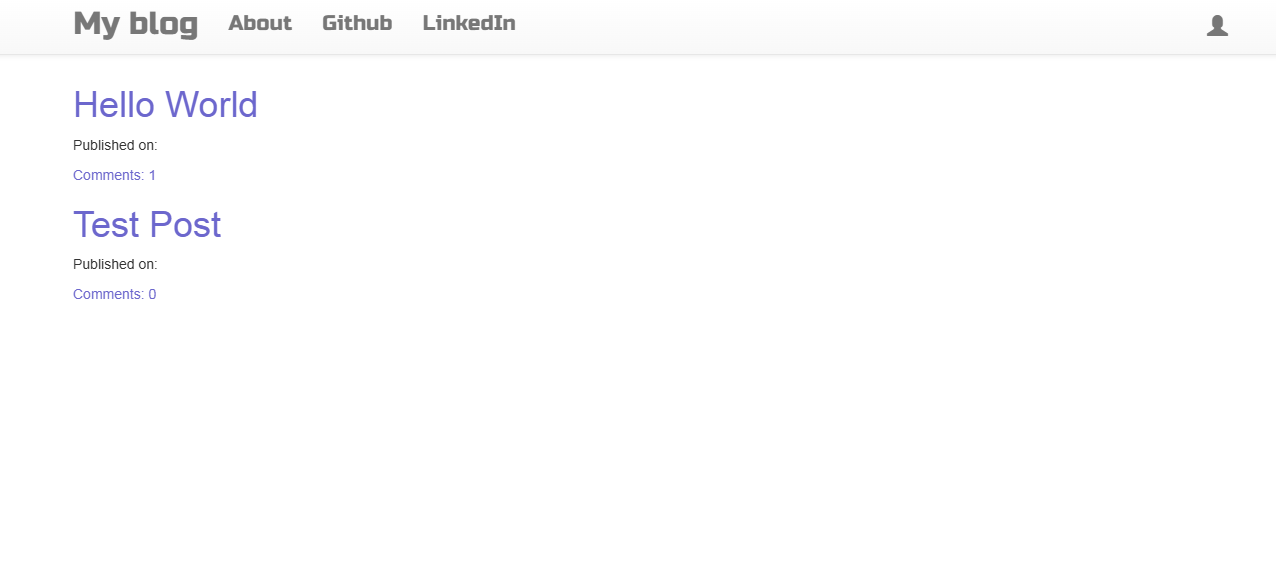 My blog About Github LinkedIn
Hello World
Published on:
Comments: 1
Test Post
Published on:
Comments: 0